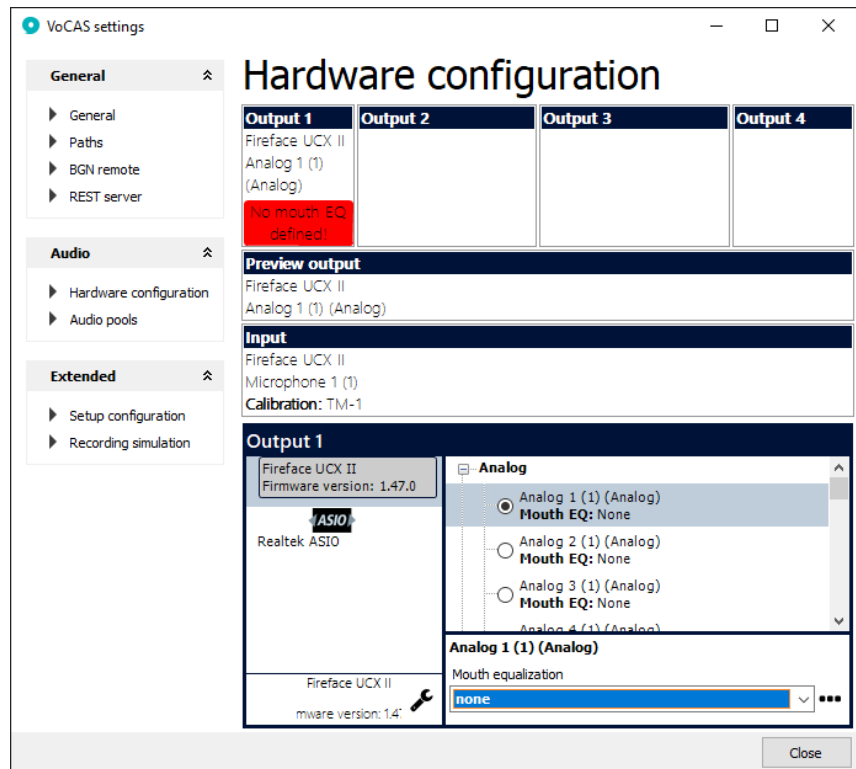 VoCAS settings
General
General
Paths
BGN remote
REST server
Audio
Hardware configuration
Audio pools
Extended
Setup configuration
Recording simulation
Hardware configuration
Output 1
Fireface UCX II
Analog 1 (1)
(Analog)
No mouth EQ
defined!
Output 2
Output 3
Output 4
Preview output
Fireface UCX II
Analog 1 (1) (Analog)
Input
Fireface UCX II
Microphone 1 (1)
Calibration: TM-1
Output 1
Fireface UCX II
Firmware version: 1.47.0
ASIO
Realtek ASIO
Fireface UCX II
mware version: 1.47
Analog
Analog 1 (1) (Analog)
Mouth EQ: None
Analog 2 (1) (Analog)
Mouth EQ: None
Analog 3 (1) (Analog)
Mouth EQ: None
Analog 4 (1) (Analog)
Analog 1 (1) (Analog)
Mouth equalization
none
Close